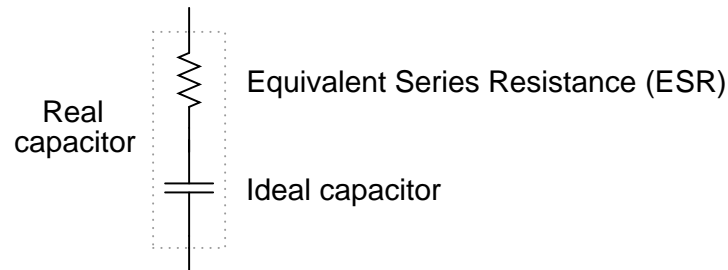 Equivalent Series Resistance (ESR)
Real
capacitor
Ideal capacitor